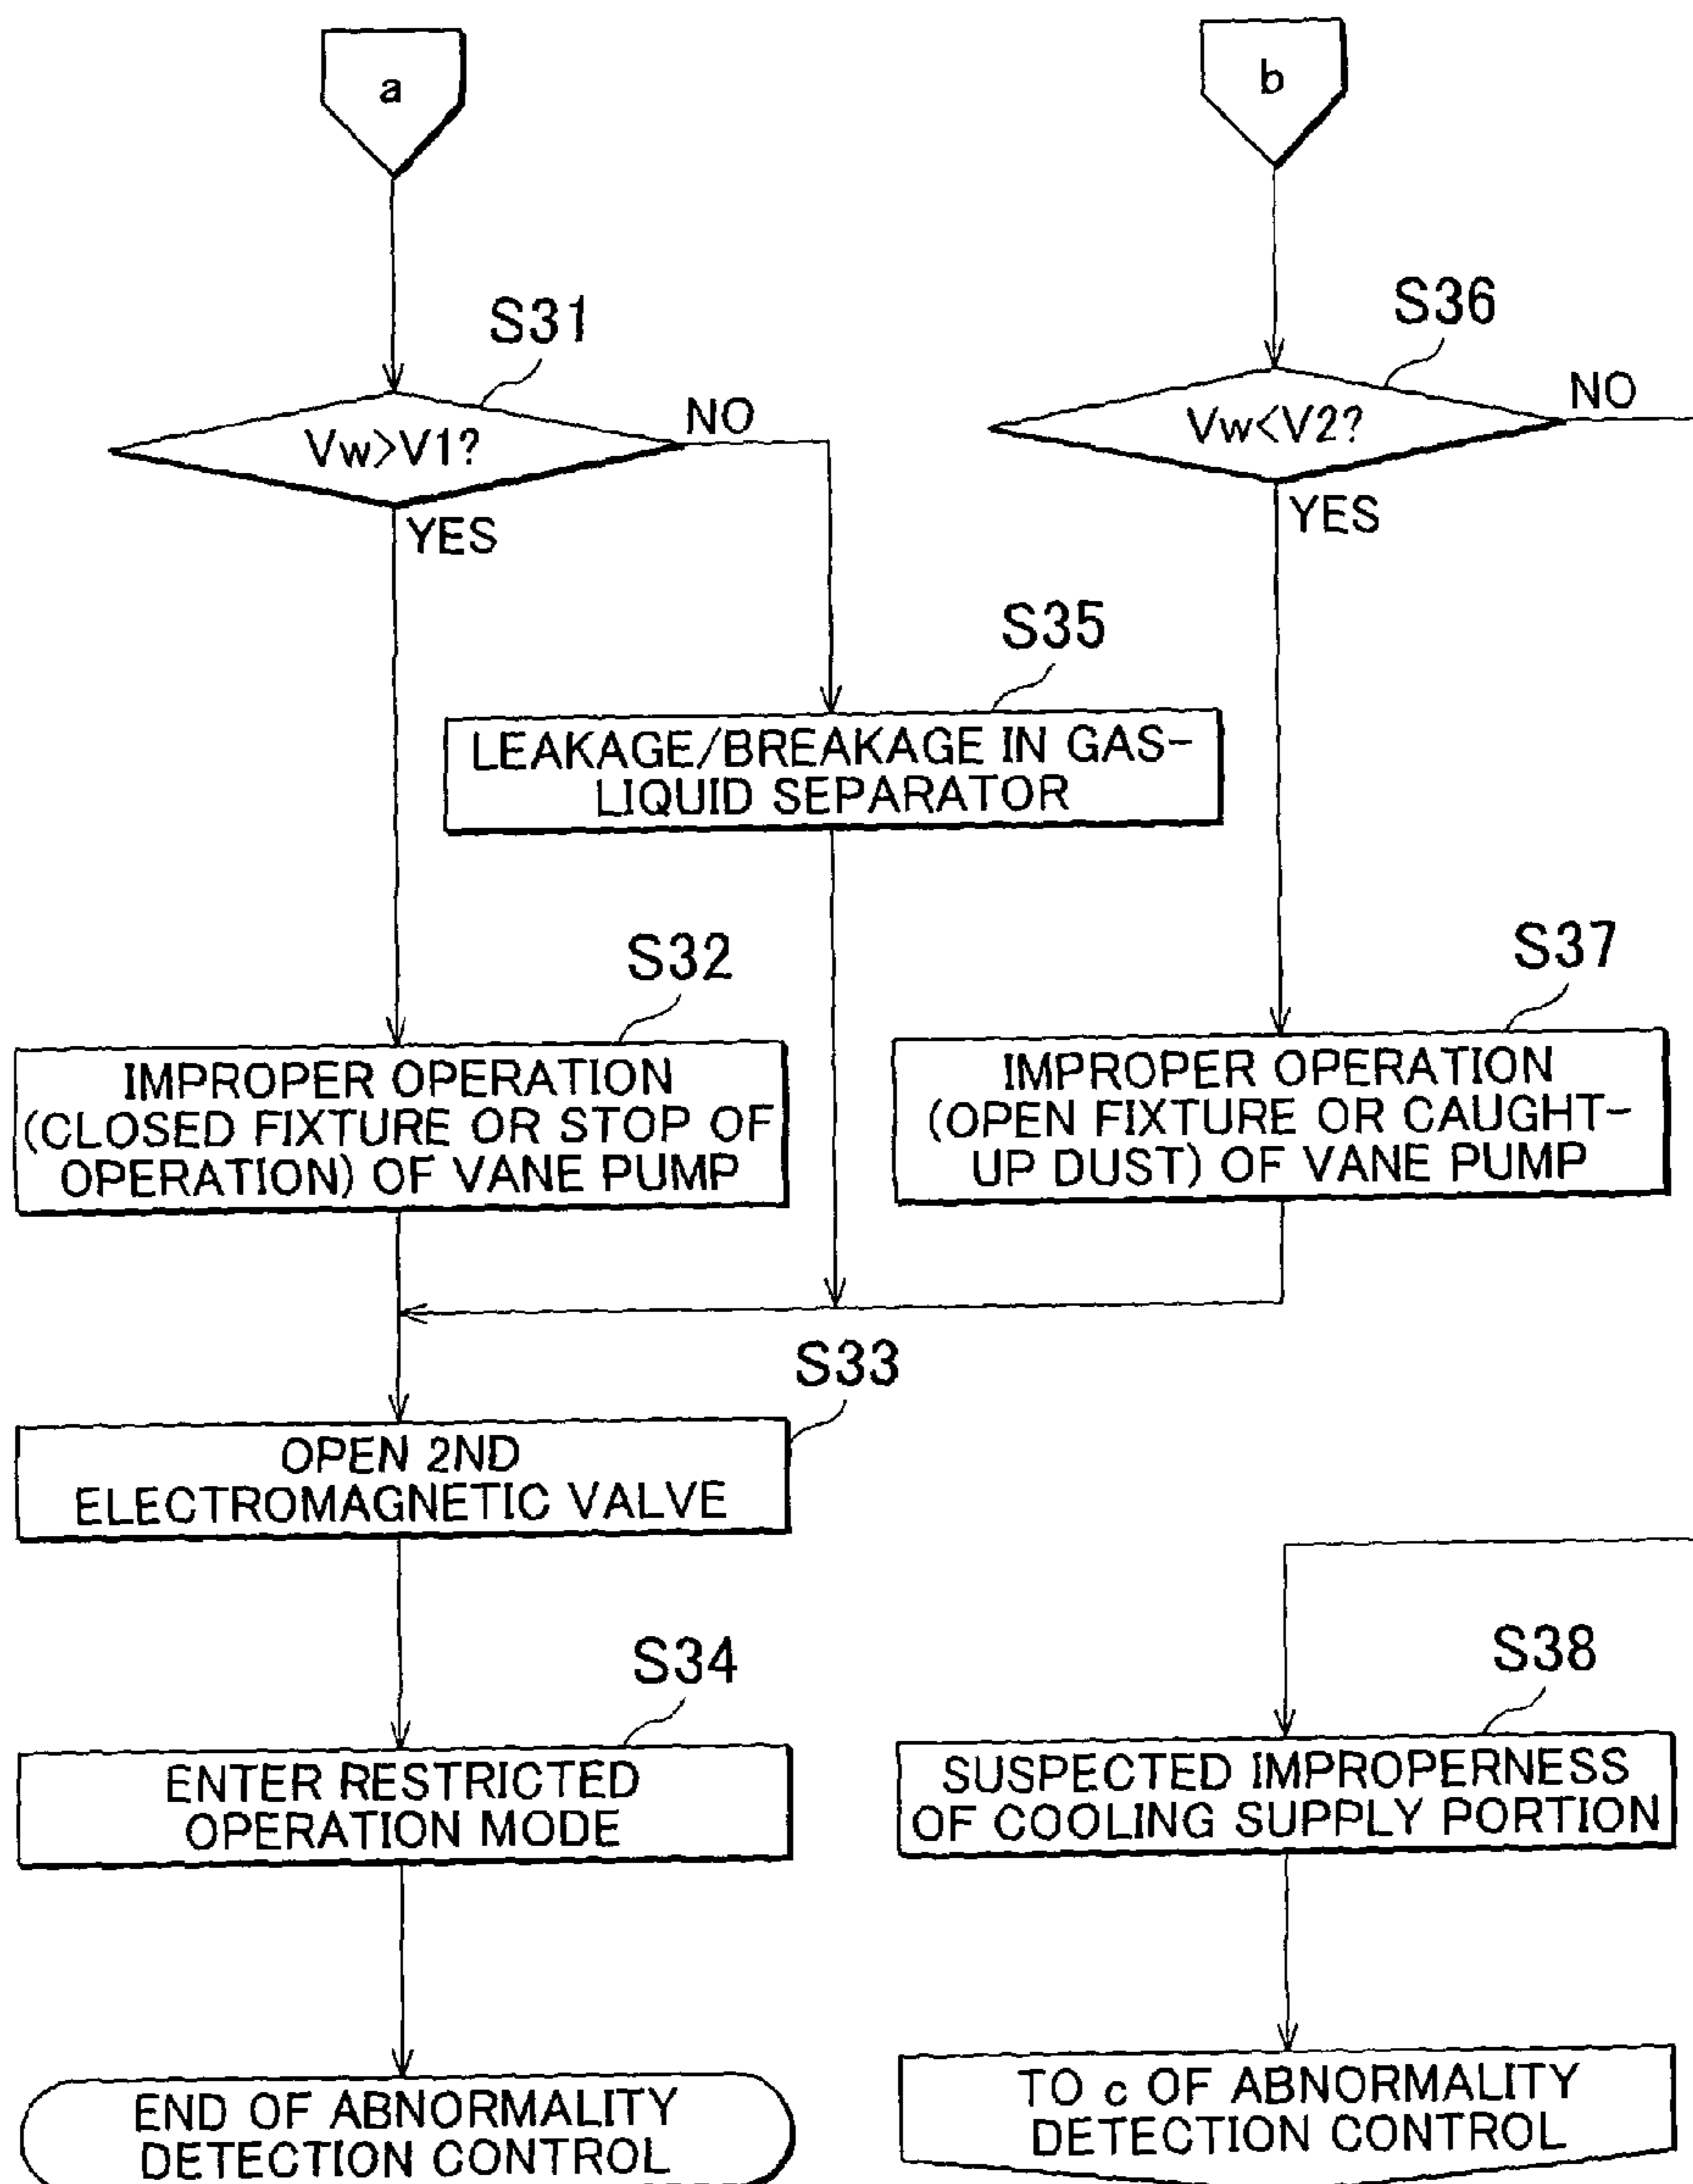 a
b
S31
Vw>V1?
NO
YES
S36
Vw<V2?
NO
YES
S35
LEAKAGE/BREAKAGE IN GAS-
LIQUID SEPARATOR
S32
IMPROPER OPERATION
(CLOSED FIXTURE OR STOP OF
OPERATION) OF VANE PUMP
S37
IMPROPER OPERATION
(OPEN FIXTURE OR CAUGHT-
UP DUST) OF VANE PUMP
S33
OPEN 2ND
ELECTROMAGNETIC VALVE
S34
ENTER RESTRICTED
OPERATION MODE
S38
SUSPECTED IMPROPERNESS
OF COOLING SUPPLY PORTION
END OF ABNORMALITY
DETECTION CONTROL
TO c OF ABNORMALITY
DETECTION CONTROL